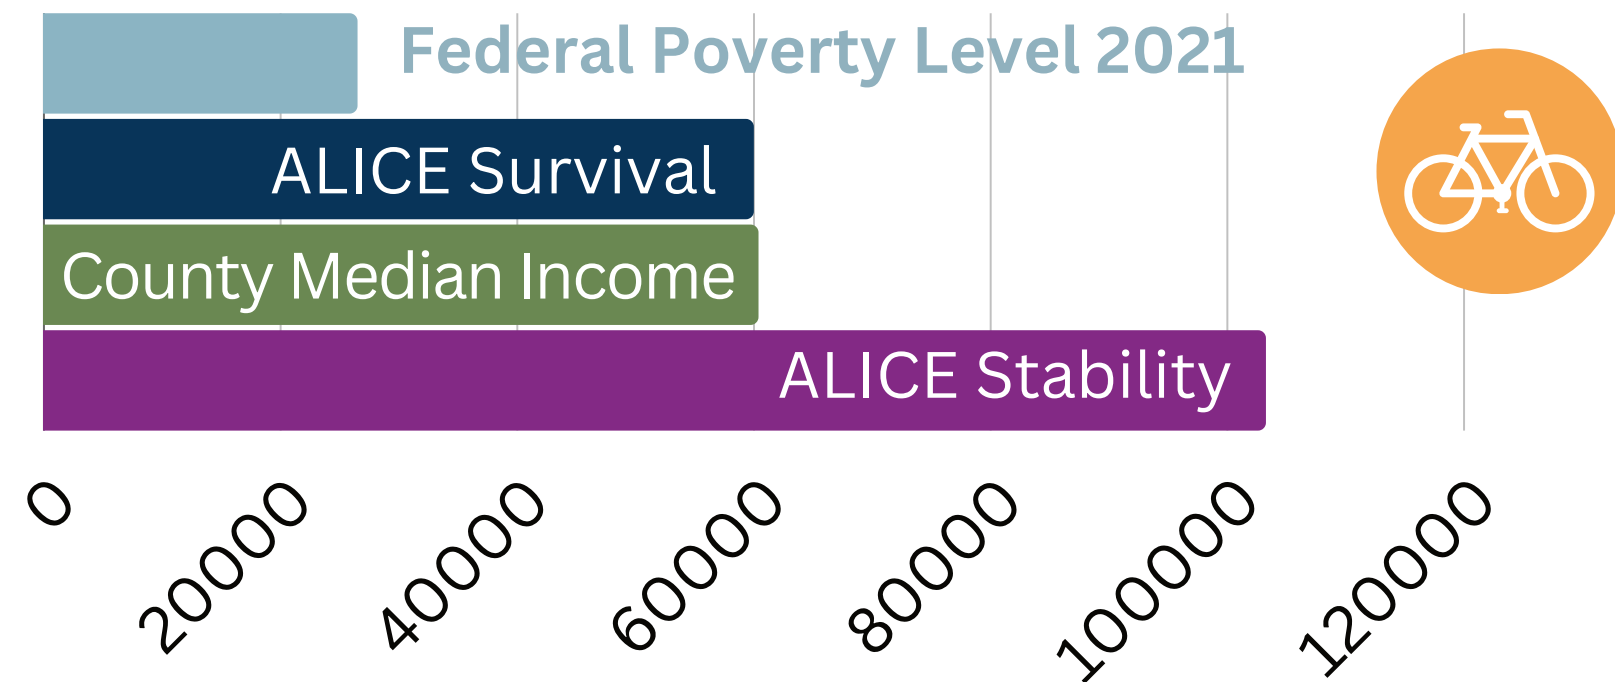 Federal Poverty Level 2021
ALICE Survival
County Median Income
ALICE Stability
0
20000
40000
60000
80000
100000
120000